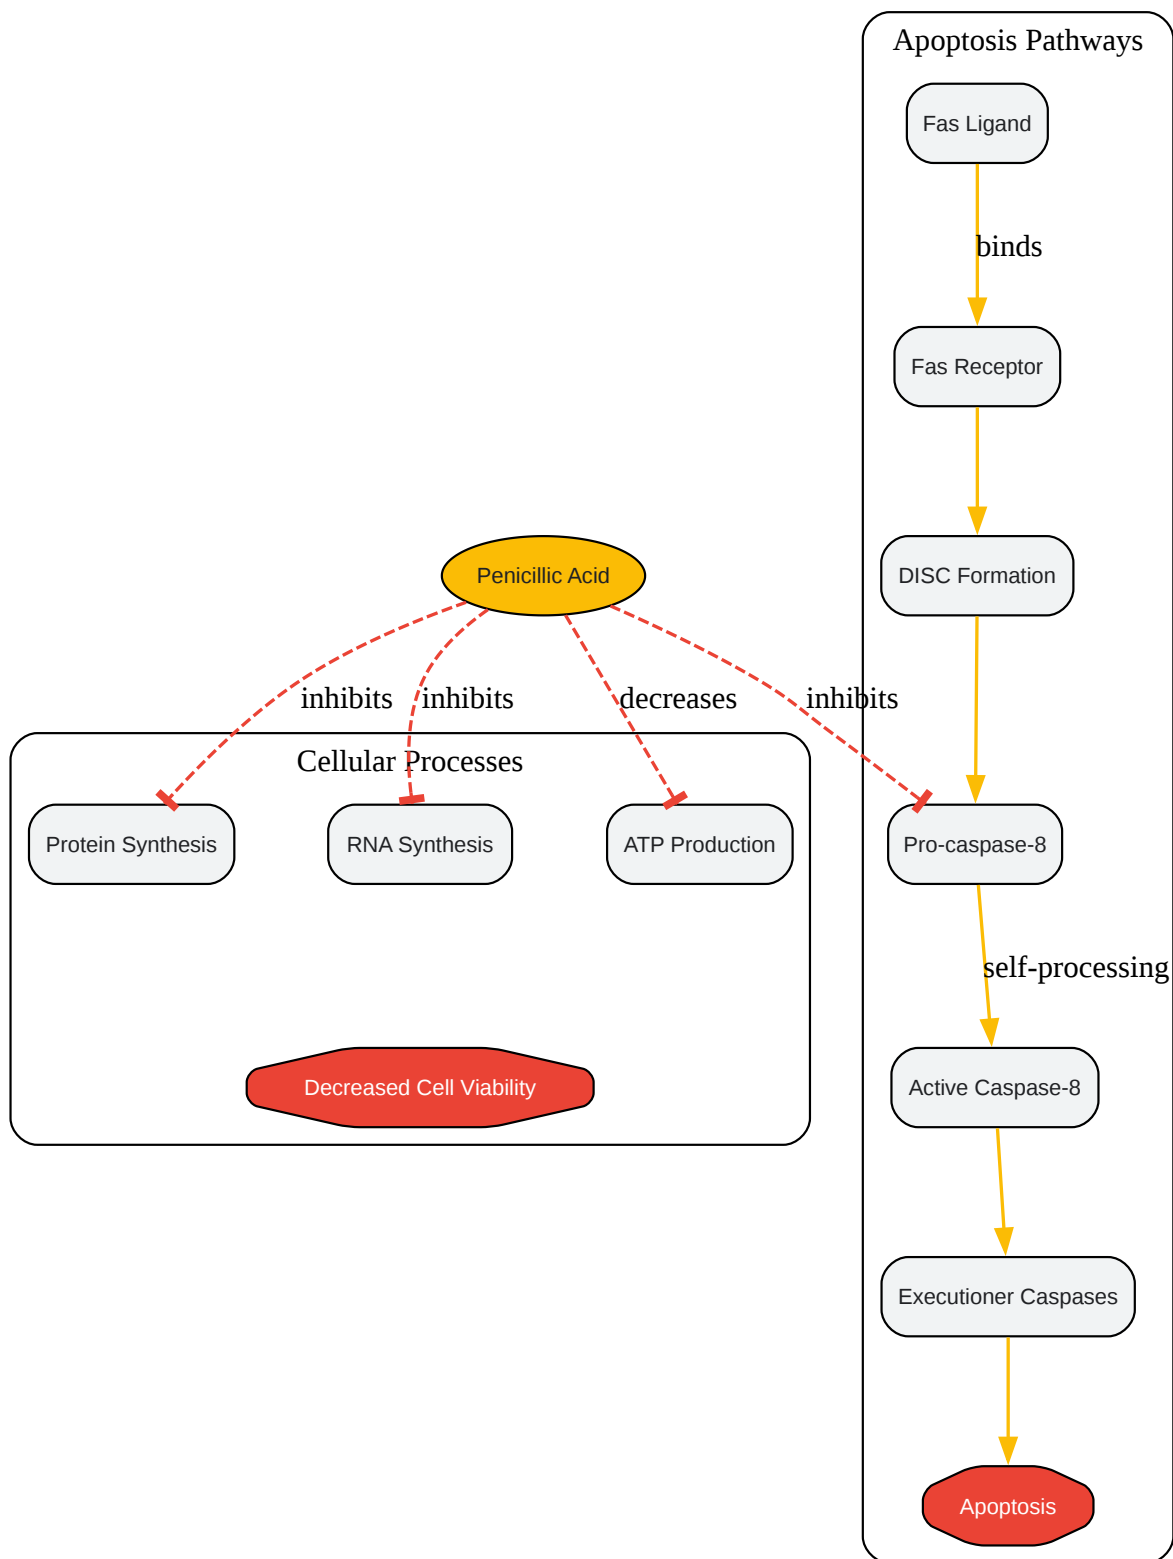 Apoptosis Pathways
Fas Ligand
binds
Fas Receptor
Penicillic Acid
DISC Formation
inhibits
inhibits
decreases
inhibits
Cellular Processes
Protein Synthesis
RNA Synthesis
ATP Production
Pro-caspase-8
self-processing
Decreased Cell Viability
Active Caspase-8
Executioner Caspases
Apoptosis